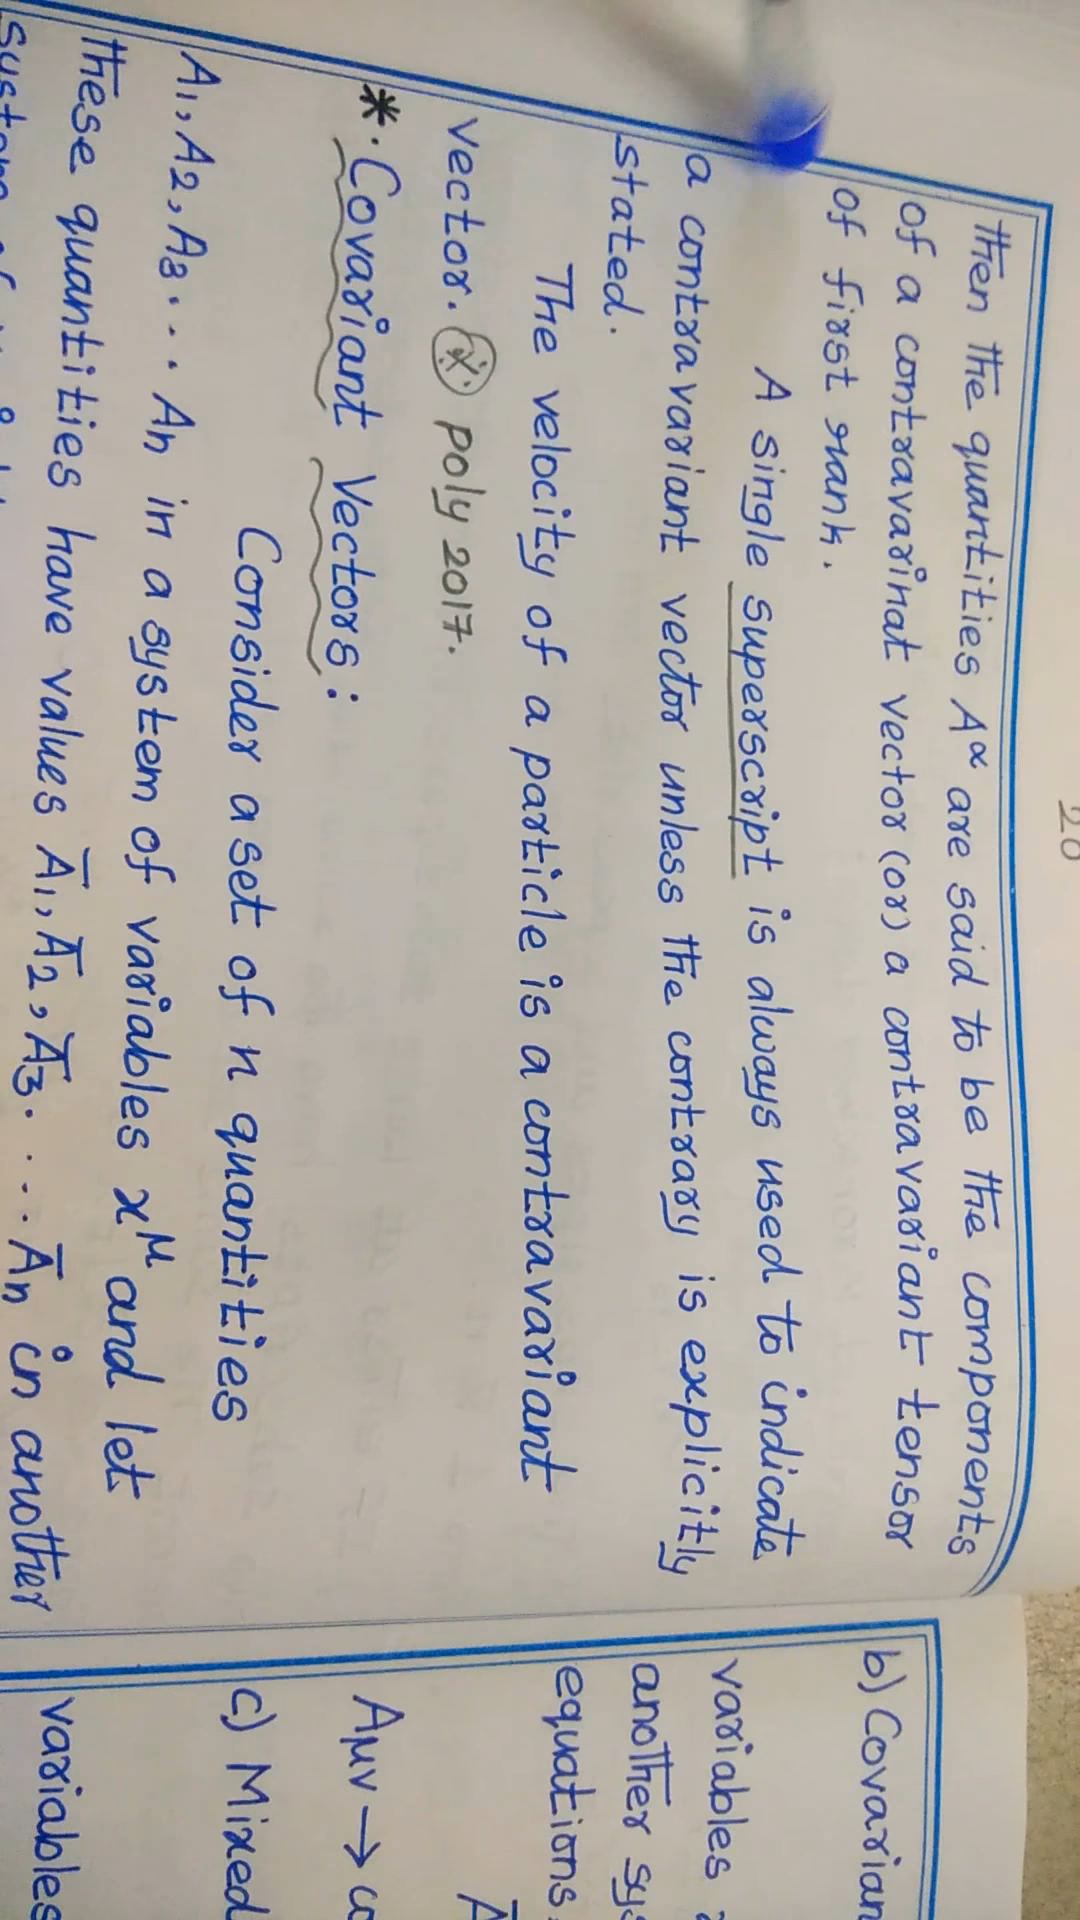 20
then the quantities A^α are said to be the components
of a contravarinat vector (or) a contravariant tensor
of first rank.
A single superscript is always used to indicate
a contravariant vector unless the contrary is explicitly
stated.
The velocity of a particle is a contravariant
vector. poly 2017.
*. Covariant Vectors:
Consider a set of n quantities
A1, A2, A3... An in a system of variables x^μ and let
these quantities have values Ā1, Ā2, Ā3.... Ān in another
b) Covarian
variables
another sys
equations.
Aμν →
c) Mixed
variables